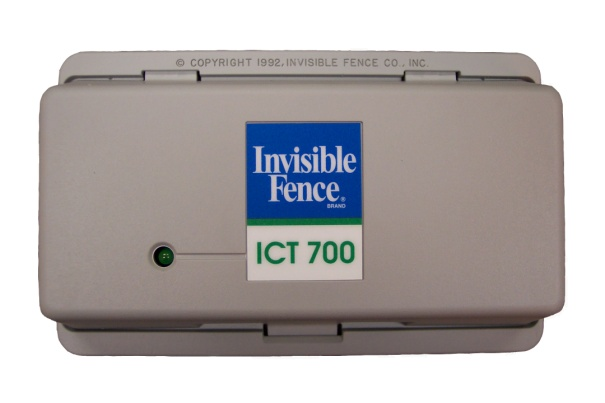 © COPYRIGHT 1992, INVISIBLE FENCE CO., INC.
Invisible
Fence®
BRAND
ICT 700